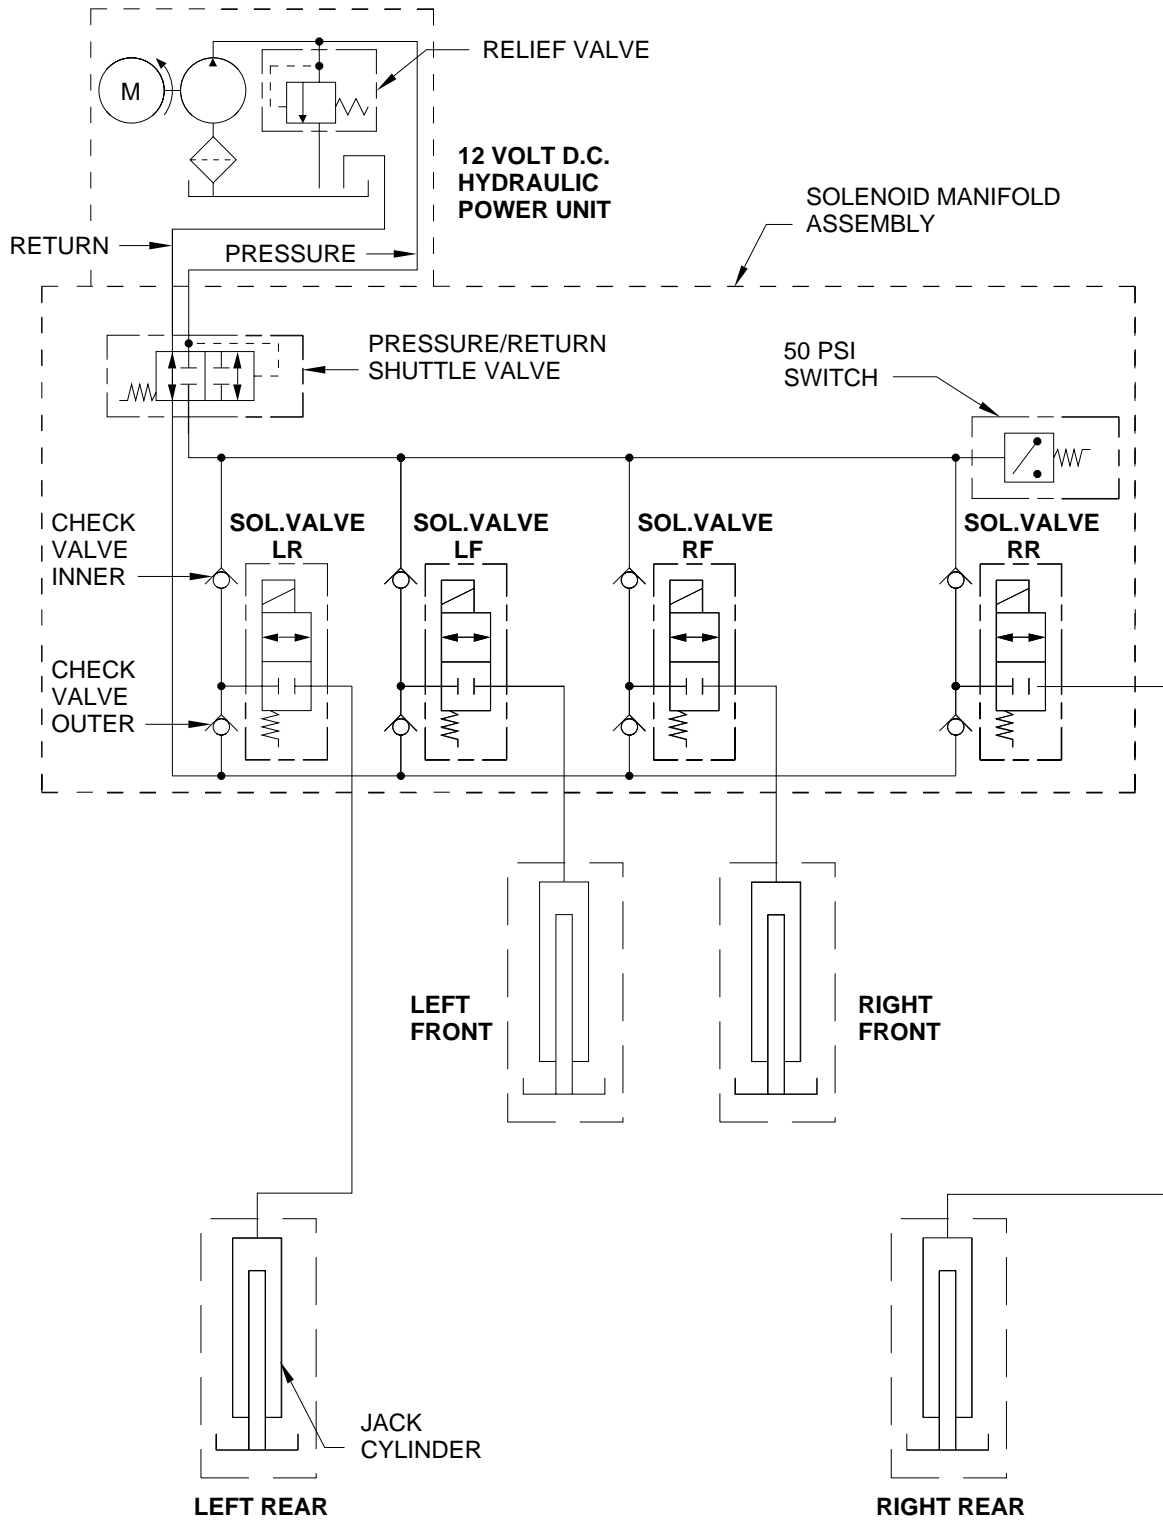 RELIEF VALVE
M
12 VOLT D.C.
HYDRAULIC
POWER UNIT
SOLENOID MANIFOLD
ASSEMBLY
RETURN
PRESSURE
PRESSURE/RETURN
SHUTTLE VALVE
50 PSI
SWITCH
CHECK
VALVE
INNER
SOL.VALVE
LR
SOL.VALVE
LF
SOL.VALVE
RF
SOL.VALVE
RR
CHECK
VALVE
OUTER
LEFT
FRONT
RIGHT
FRONT
JACK
CYLINDER
LEFT REAR
RIGHT REAR